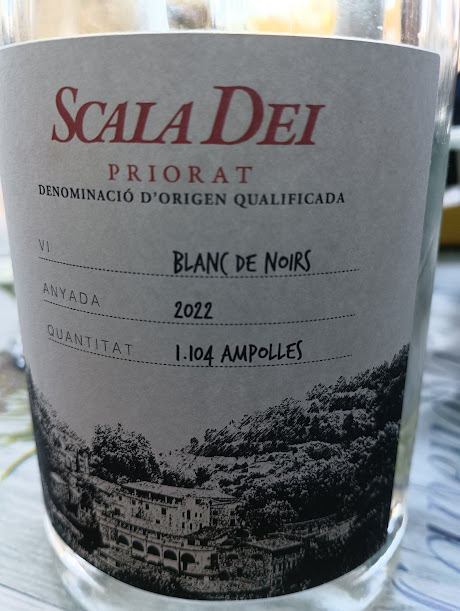 SCALA DEI
PRIORAT
DENOMINACIÓ D'ORIGEN QUALIFICADA
VI BLANC DE NOIRS
ANYADA 2022
QUANTITAT 1.104 AMPOLLES